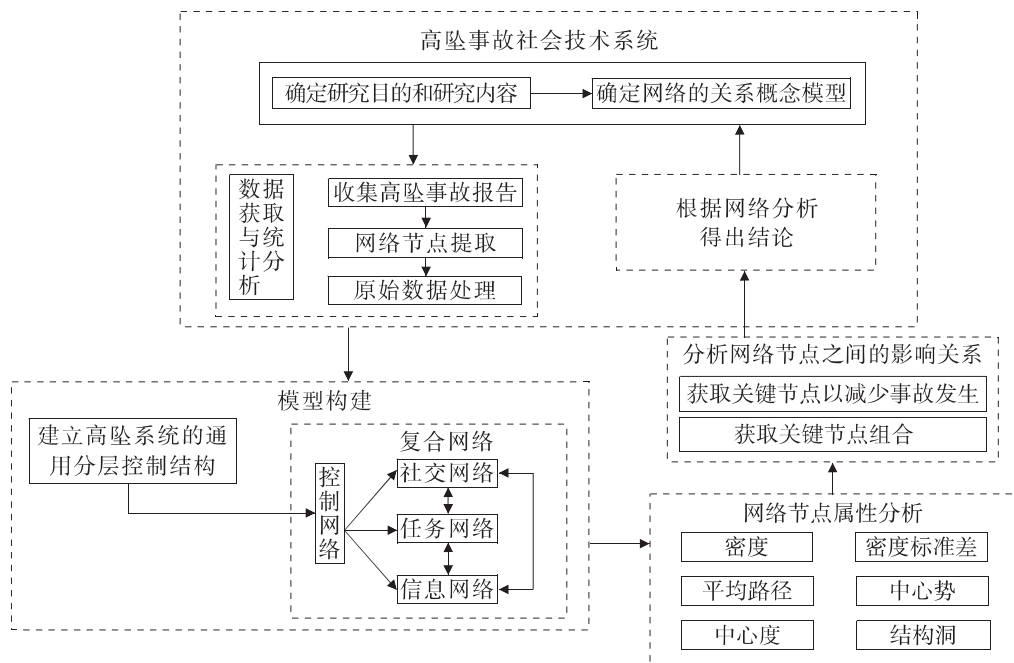 高坠事故社会技术系统
确定研究目的和研究内容
确定网络的关系概念模型
数据
获取
与统
计分
析
收集高坠事故报告
网络节点提取
原始数据处理
根据网络分析
得出结论
分析网络节点之间的影响关系
获取关键节点以减少事故发生
获取关键节点组合
模型构建
建立高坠系统的通
用分层控制结构
复合网络
控
制
网
络
社交网络
任务网络
信息网络
网络节点属性分析
密度
密度标准差
平均路径
中心势
中心度
结构洞